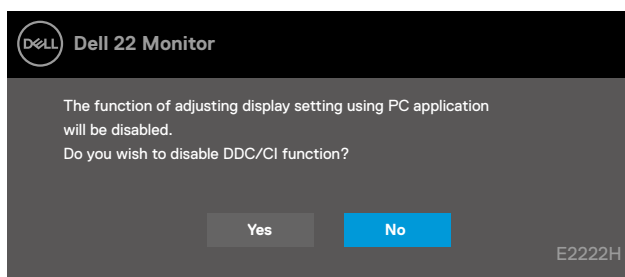 DELL
Dell 22 Monitor
The function of adjusting display setting using PC application
will be disabled.
Do you wish to disable DDC/CI function?
Yes
No
E2222H